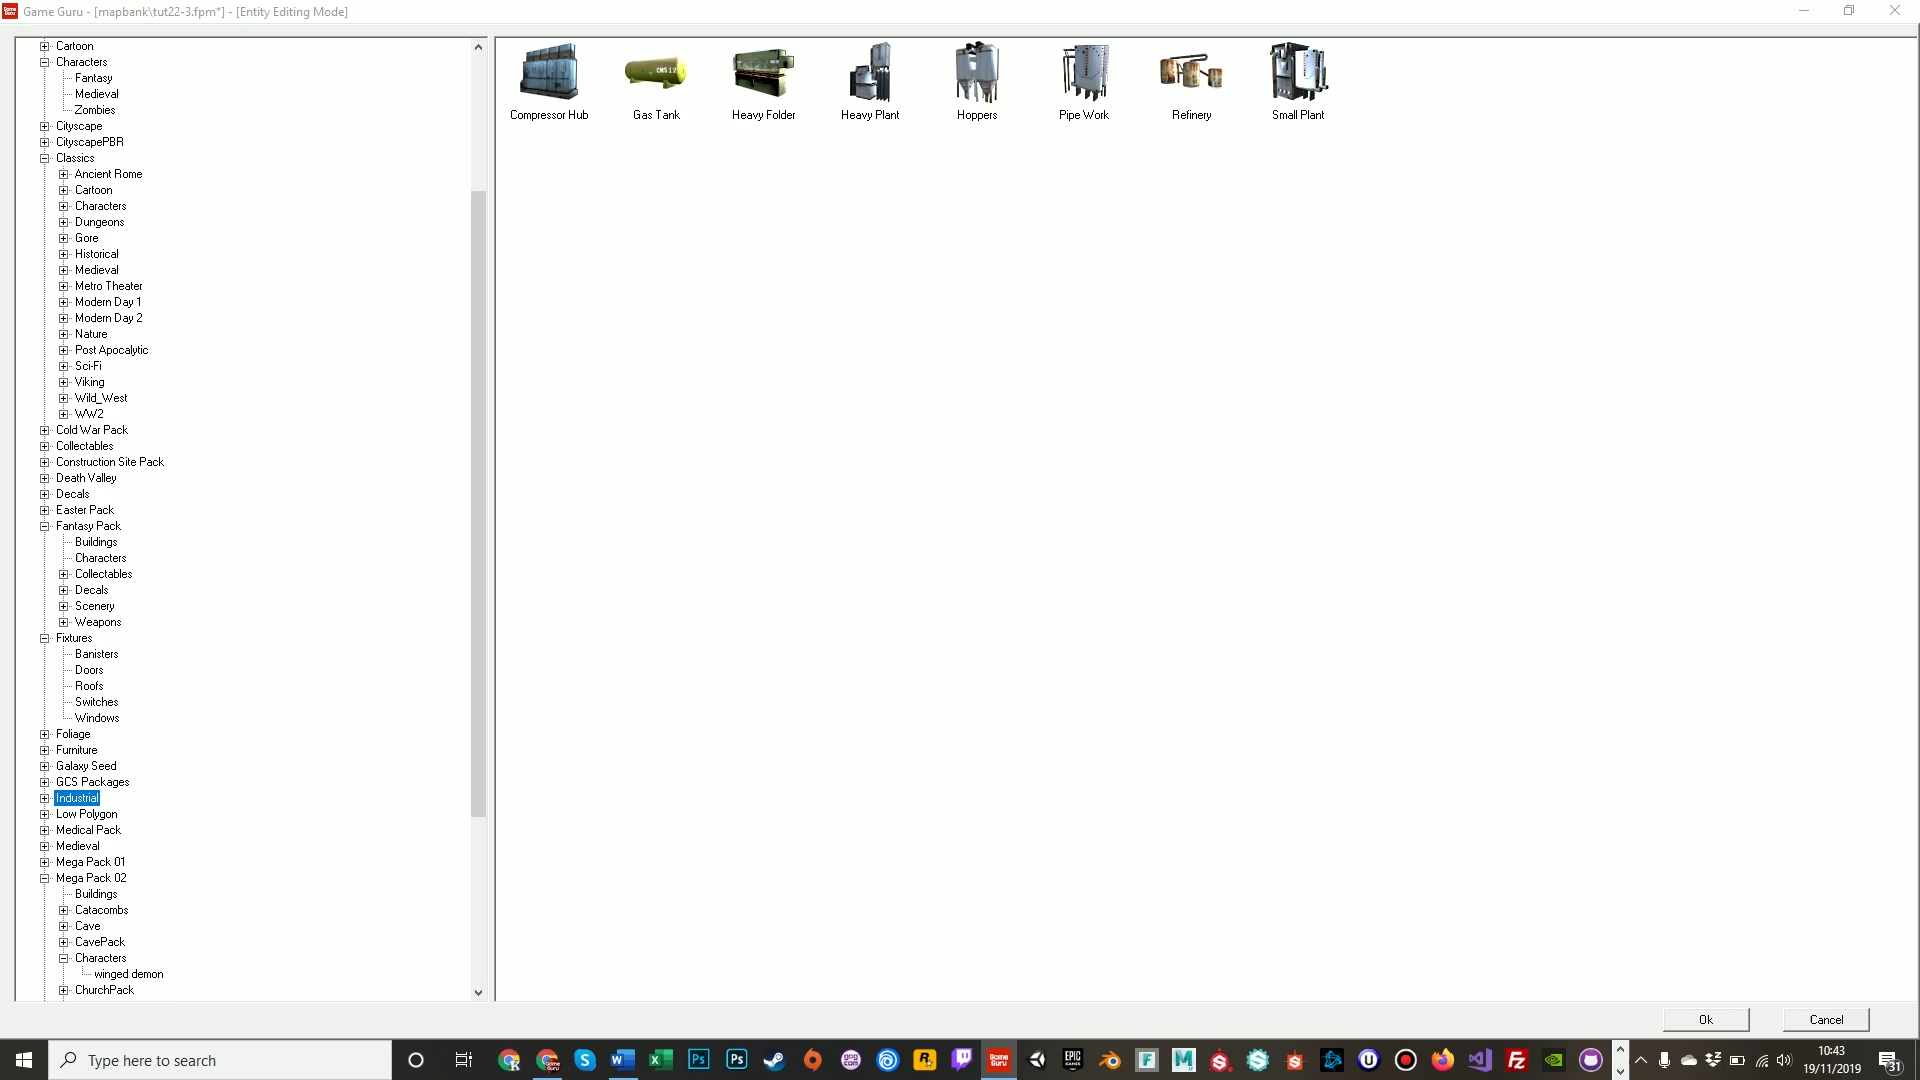 Game Guru - [mapbank\tut22-3.fpm*] - [Entity Editing Mode]
Cartoon
Characters
Fantasy
Medieval
Zombies
Cityscape
CityscapePBR
Classics
Ancient Rome
Cartoon
Characters
Dungeons
Gore
Historical
Medieval
Metro Theater
Modern Day 1
Modern Day 2
Nature
Post Apocalytic
Sci-Fi
Viking
Wild_West
WW2
Cold War Pack
Collectables
Construction Site Pack
Death Valley
Decals
Easter Pack
Fantasy Pack
Buildings
Characters
Collectables
Decals
Scenery
Weapons
Fixtures
Banisters
Doors
Roofs
Switches
Windows
Foliage
Furniture
Galaxy Seed
GCS Packages
Industrial
Low Polygon
Medical Pack
Medieval
Mega Pack 01
Mega Pack 02
Buildings
Catacombs
Cave
CavePack
Characters
winged demon
ChurchPack
Compressor Hub
Gas Tank
Heavy Folder
Heavy Plant
Hoppers
Pipe Work
Refinery
Small Plant
Ok
Cancel
Type here to search
10:43
19/11/2019
31